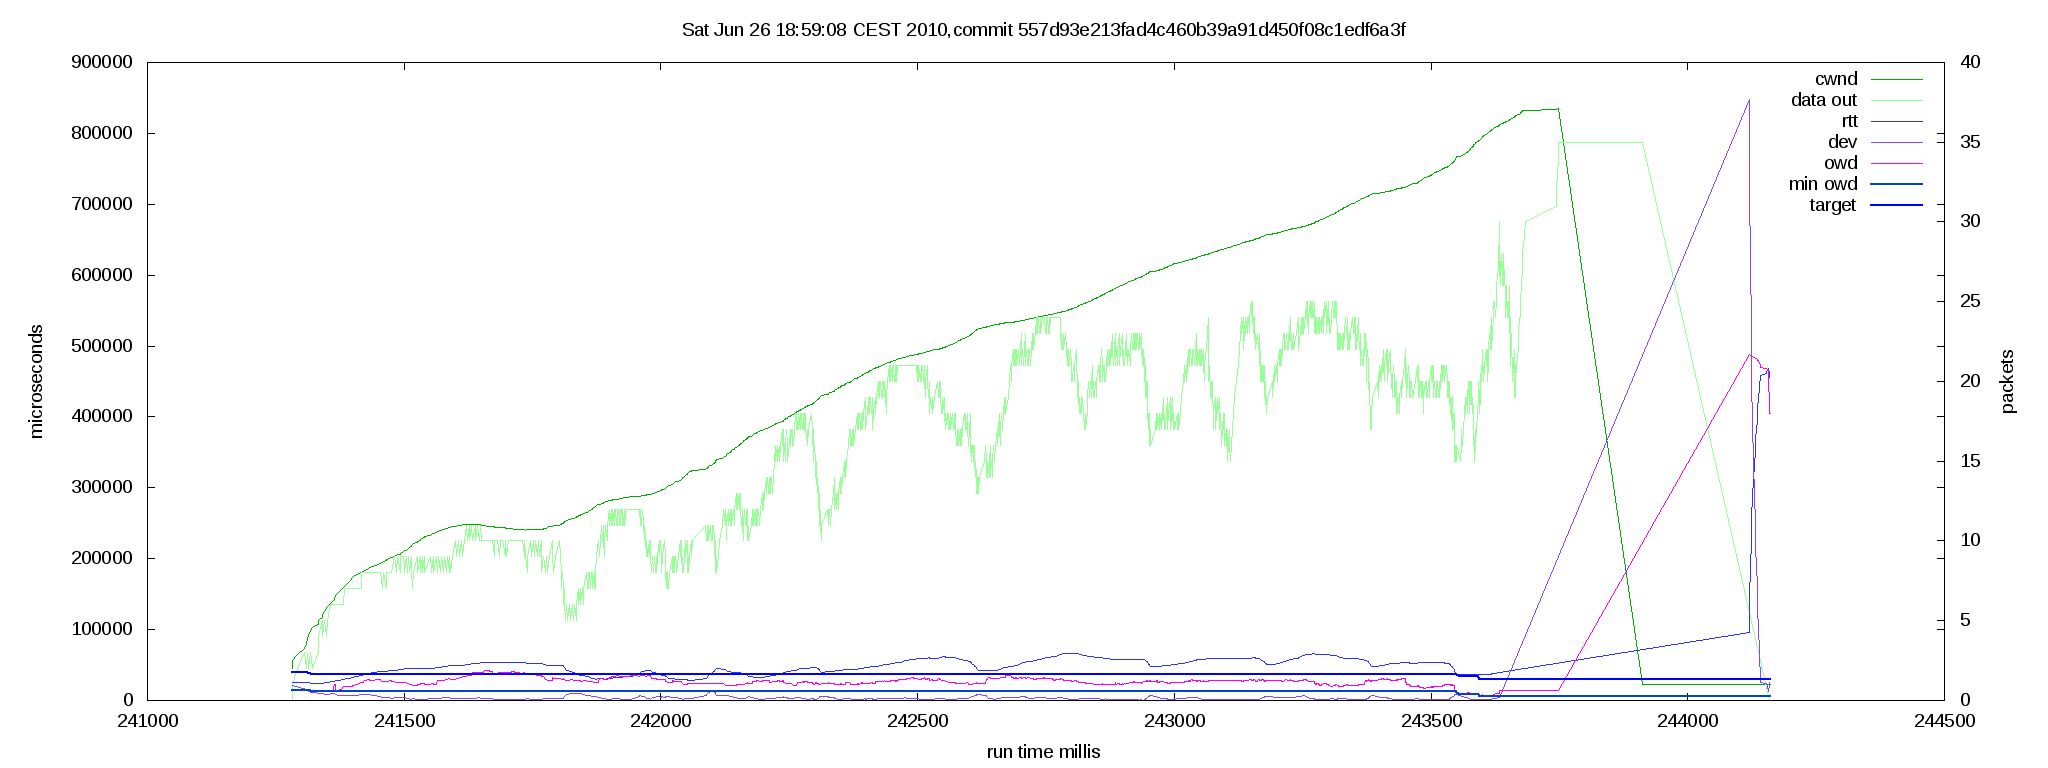 Sat Jun 26 18:59:08 CEST 2010, commit 557d93e213fad4c460b39a91d450f08c1edf6a3f
900000
800000
700000
600000
500000
400000
300000
200000
100000
0
microseconds
40
35
30
25
20
15
10
5
0
packets
cwnd
data out
rtt
dev
owd
min owd
target
241000 241500 242000 242500 243000 243500 244000 244500
run time millis